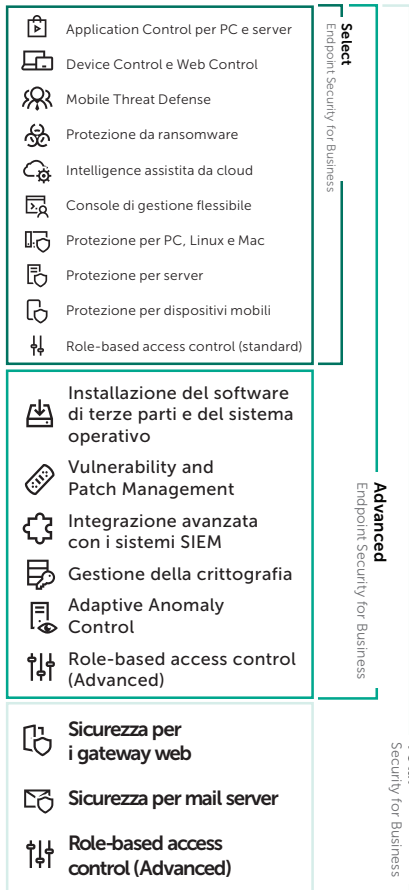 Application Control per PC e server
Device Control e Web Control
Mobile Threat Defense
Protezione da ransomware
Intelligence assistita da cloud
Console di gestione flessibile
Protezione per PC, Linux e Mac
Protezione per server
Protezione per dispositivi mobili
Role-based access control (standard)
Select
Endpoint Security for Business
Installazione del software
di terze parti e del sistema
operativo
Vulnerability and
Patch Management
Integrazione avanzata
con i sistemi SIEM
Gestione della crittografia
Adaptive Anomaly
Control
Role-based access control
(Advanced)
Advanced
Endpoint Security for Business
Sicurezza per
i gateway web
Sicurezza per mail server
Role-based access
control (Advanced)
Security for Business